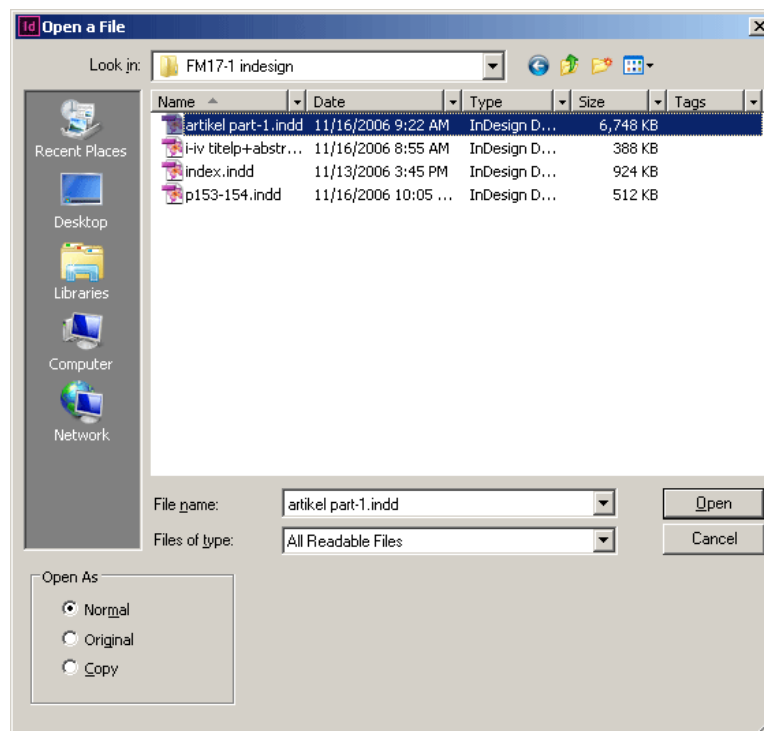 Id Open a File
Look in: FM17-1 indesign
Name Date Type Size Tags
artikel part-1.indd 11/16/2006 9:22 AM InDesign D... 6,748 KB
i-iv titelp+abstr... 11/16/2006 8:55 AM InDesign D... 388 KB
index.indd 11/13/2006 3:45 PM InDesign D... 924 KB
p153-154.indd 11/16/2006 10:05 ... InDesign D... 512 KB
Recent Places
Desktop
Libraries
Computer
Network
File name: artikel part-1.indd Open
Files of type: All Readable Files Cancel
Open As
Normal
Original
Copy